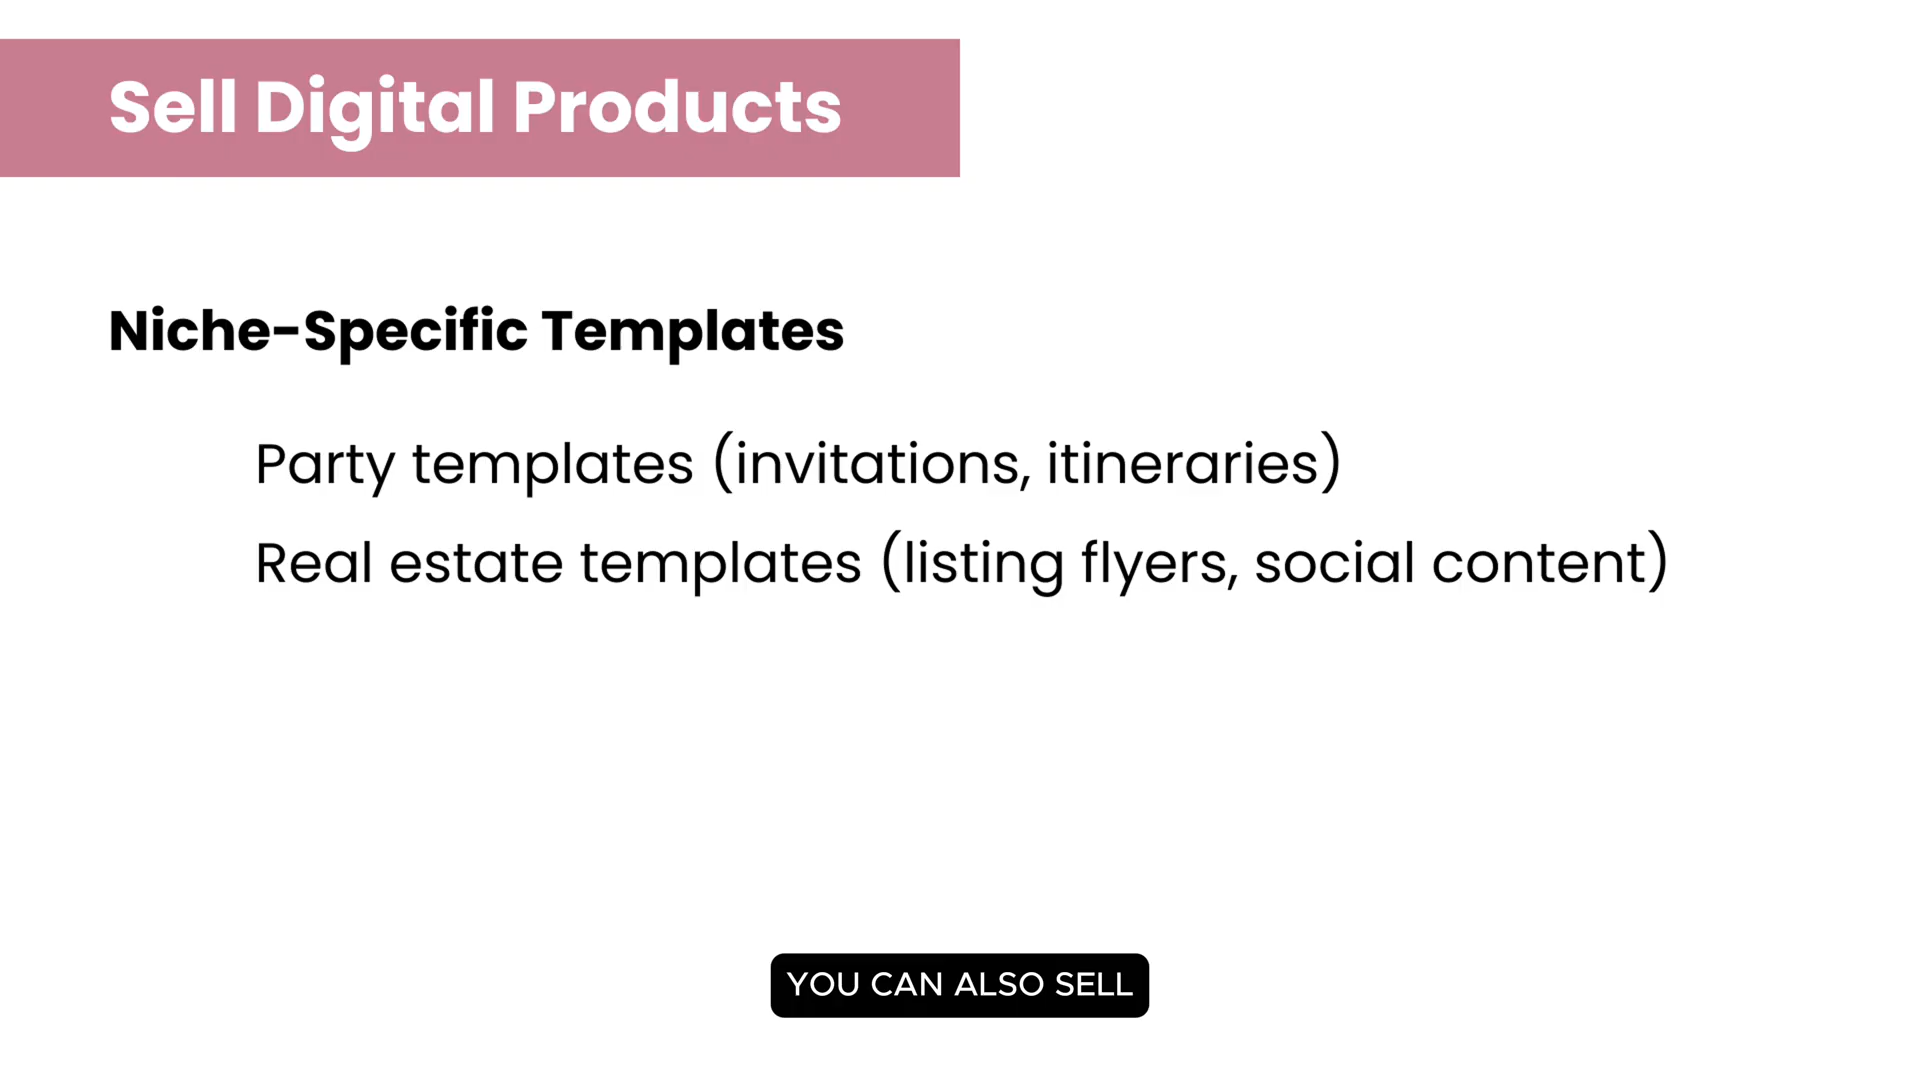 Sell Digital Products
Niche-Specific Templates
Party templates (invitations, itineraries)
Real estate templates (listing flyers, social content)
YOU CAN ALSO SELL